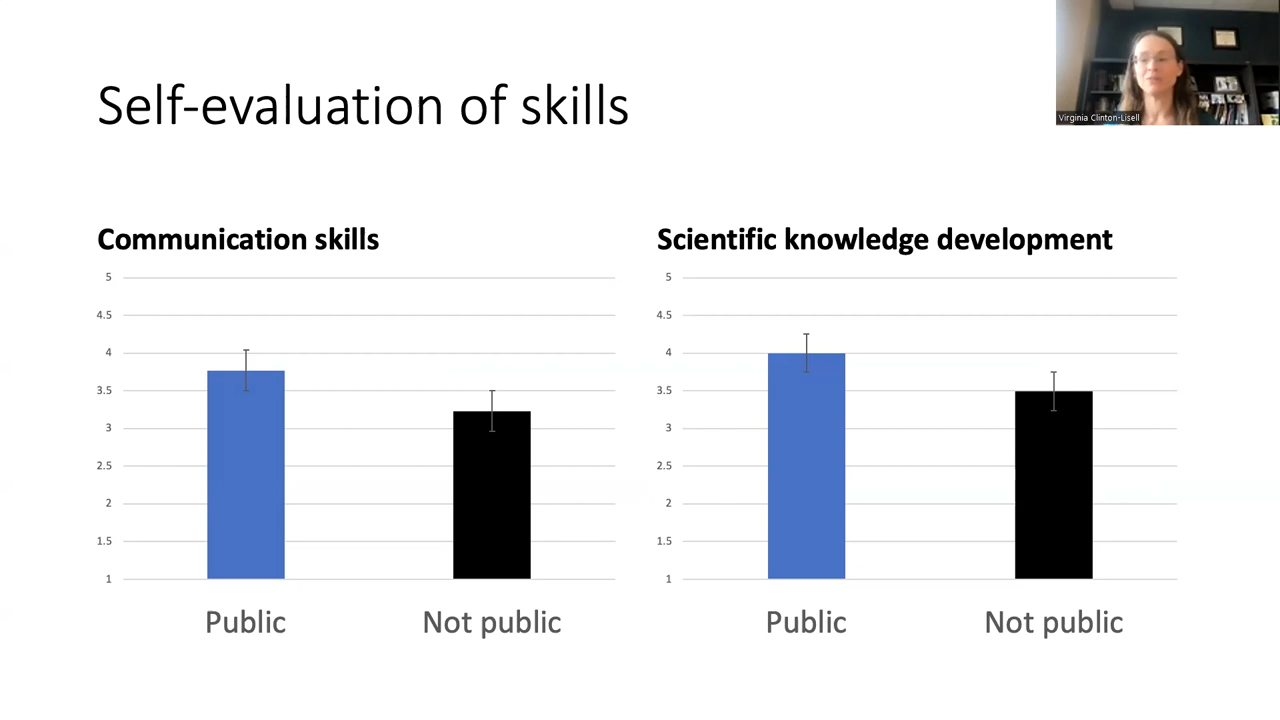 Self-evaluation of skills
Virginia Clinton-Lisell
Communication skills
5
4.5
4
3.5
3
2.5
2
1.5
1
Public
Not public
Scientific knowledge development
5
4.5
4
3.5
3
2.5
2
1.5
1
Public
Not public